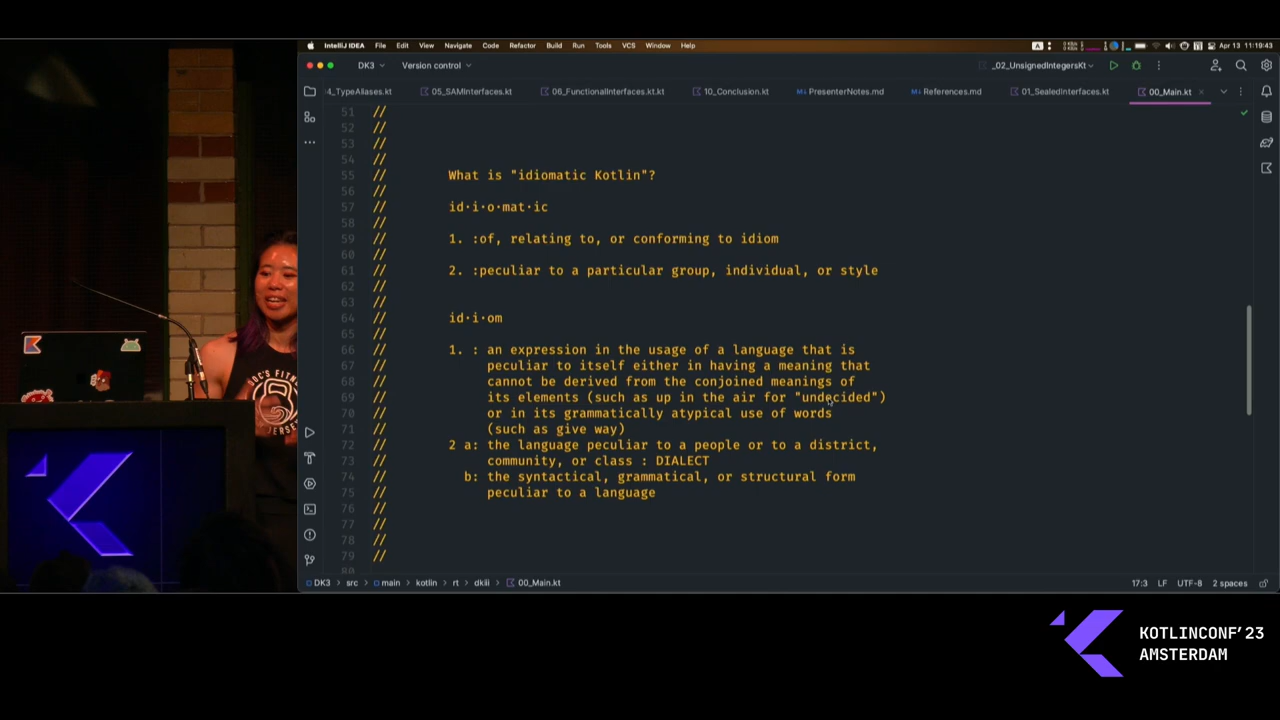 IntelliJ IDEA File Edit View Navigate Code Refactor Build Run Tools VCS Window Help
Apr 13 11:19:43
DK3 Version control
_02_UnsignedIntegersKt
4_TypeAliases.kt 05_SAMInterfaces.kt 06_FunctionalInterfaces.kt.kt 10_Conclusion.kt PresenterNotes.md References.md 01_SealedInterfaces.kt 00_Main.kt
51 //
52 //
53 //
54 //
55 // What is "idiomatic Kotlin"?
56 //
57 // id·i·o·mat·ic
58 //
59 // 1. :of, relating to, or conforming to idiom
60 //
61 // 2. :peculiar to a particular group, individual, or style
62 //
63 //
64 // id·i·om
65 //
66 // 1. : an expression in the usage of a language that is
67 // peculiar to itself either in having a meaning that
68 // cannot be derived from the conjoined meanings of
69 // its elements (such as up in the air for "undecided")
70 // or in its grammatically atypical use of words
71 // (such as give way)
72 // 2 a: the language peculiar to a people or to a district,
73 // community, or class : DIALECT
74 // b: the syntactical, grammatical, or structural form
75 // peculiar to a language
76 //
77 //
78 //
79 //
80
DK3 > src > main > kotlin > rt > dkili > 00_Main.kt
17:3 LF UTF-8 2 spaces
KOTLINCONF'23
AMSTERDAM